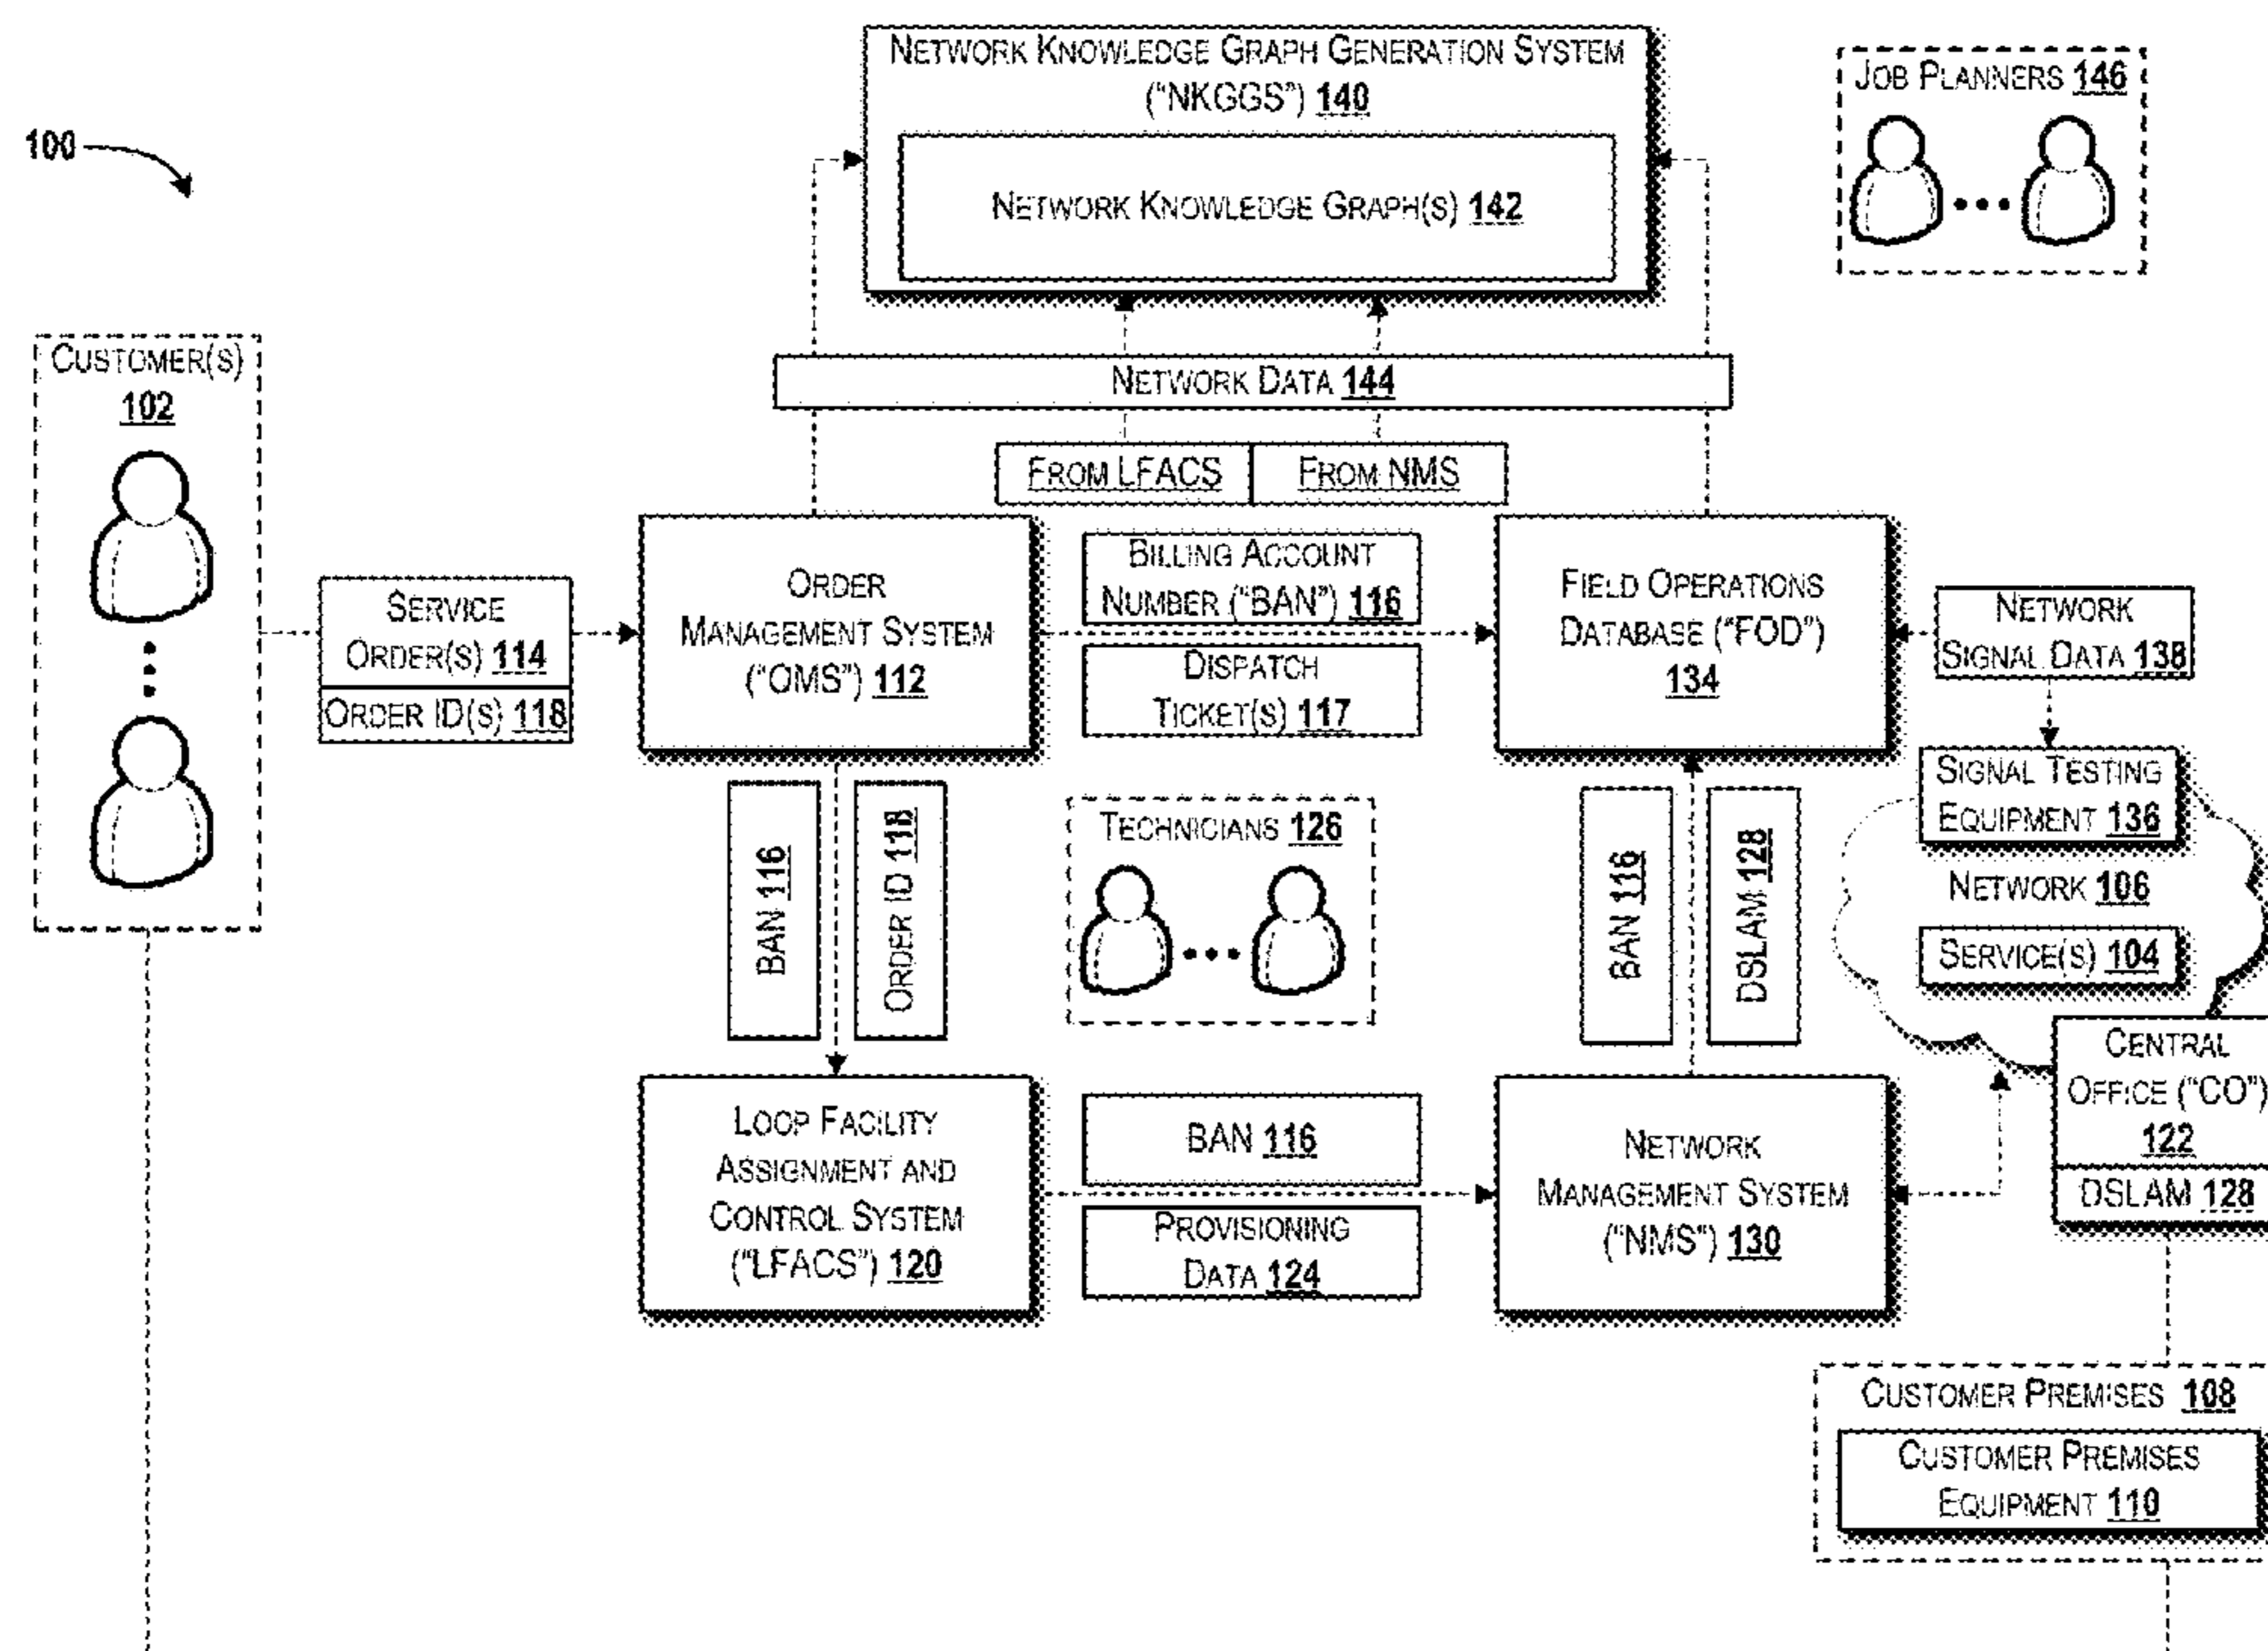 100
NETWORK KNOWLEDGE GRAPH GENERATION SYSTEM
("NKGGS") 140
NETWORK KNOWLEDGE GRAPH(S) 142
JOB PLANNERS 146
CUSTOMER(S)
102
NETWORK DATA 144
FROM LFACS
FROM NMS
SERVICE
ORDER(S) 114
ORDER ID(S) 118
ORDER
MANAGEMENT SYSTEM
("OMS") 112
BILLING ACCOUNT
NUMBER ("BAN") 116
DISPATCH
TICKET(S) 117
FIELD OPERATIONS
DATABASE ("FOD")
134
NETWORK
SIGNAL DATA 138
SIGNAL TESTING
EQUIPMENT 136
NETWORK 106
SERVICE(S) 104
BAN 116
ORDER ID 118
TECHNICIANS 126
BAN 116
DSLAM 128
CENTRAL
OFFICE ("CO")
122
DSLAM 128
LOOP FACILITY
ASSIGNMENT AND
CONTROL SYSTEM
("LFACS") 120
BAN 116
PROVISIONING
DATA 124
NETWORK
MANAGEMENT SYSTEM
("NMS") 130
CUSTOMER PREMISES 108
CUSTOMER PREMISES
EQUIPMENT 110